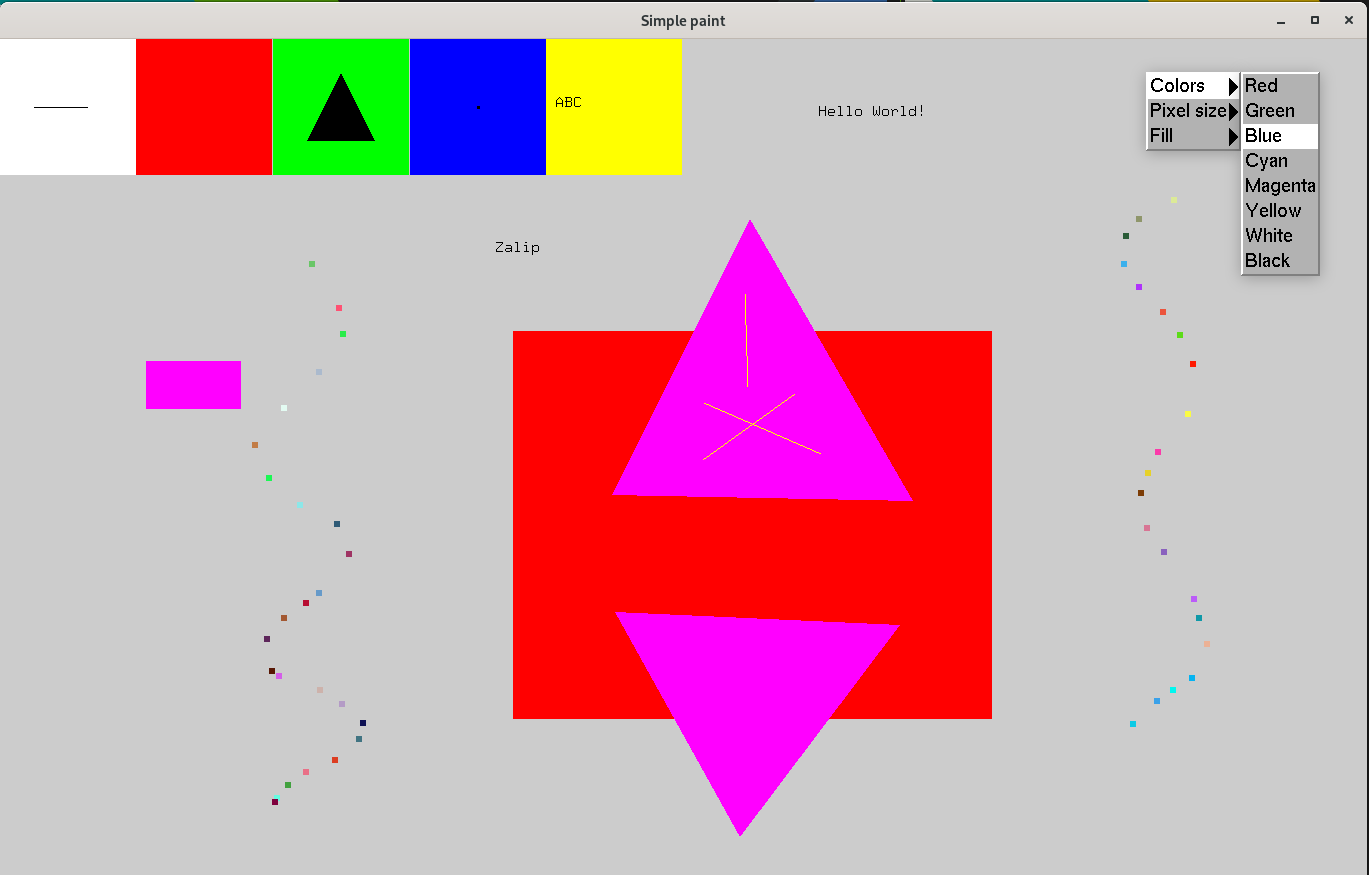 Simple paint
ABC
Hello World!
Colors
Pixel size
Fill
Red
Green
Blue
Cyan
Magenta
Yellow
White
Black
Zalip